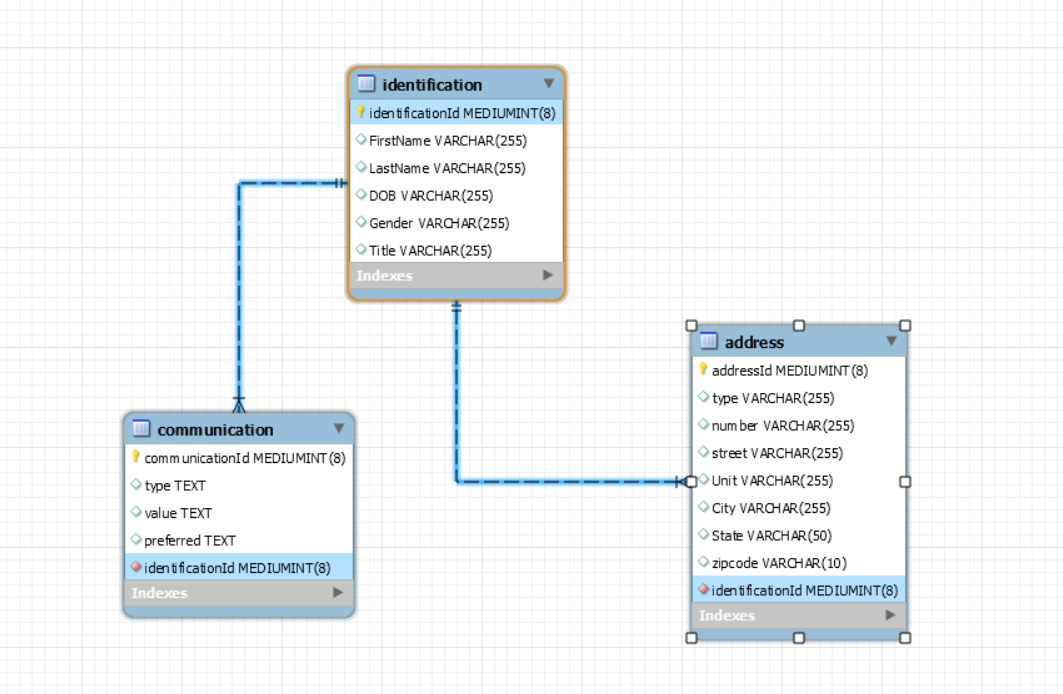 identification
identificationId MEDIUMINT(8)
FirstName VARCHAR(255)
LastName VARCHAR(255)
DOB VARCHAR(255)
Gender VARCHAR(255)
Title VARCHAR(255)
Indexes
address
addressId MEDIUMINT(8)
type VARCHAR(255)
number VARCHAR(255)
street VARCHAR(255)
Unit VARCHAR(255)
City VARCHAR(255)
State VARCHAR(50)
zipcode VARCHAR(10)
identificationId MEDIUMINT(8)
Indexes
communication
communicationId MEDIUMINT(8)
type TEXT
value TEXT
preferred TEXT
identificationId MEDIUMINT(8)
Indexes